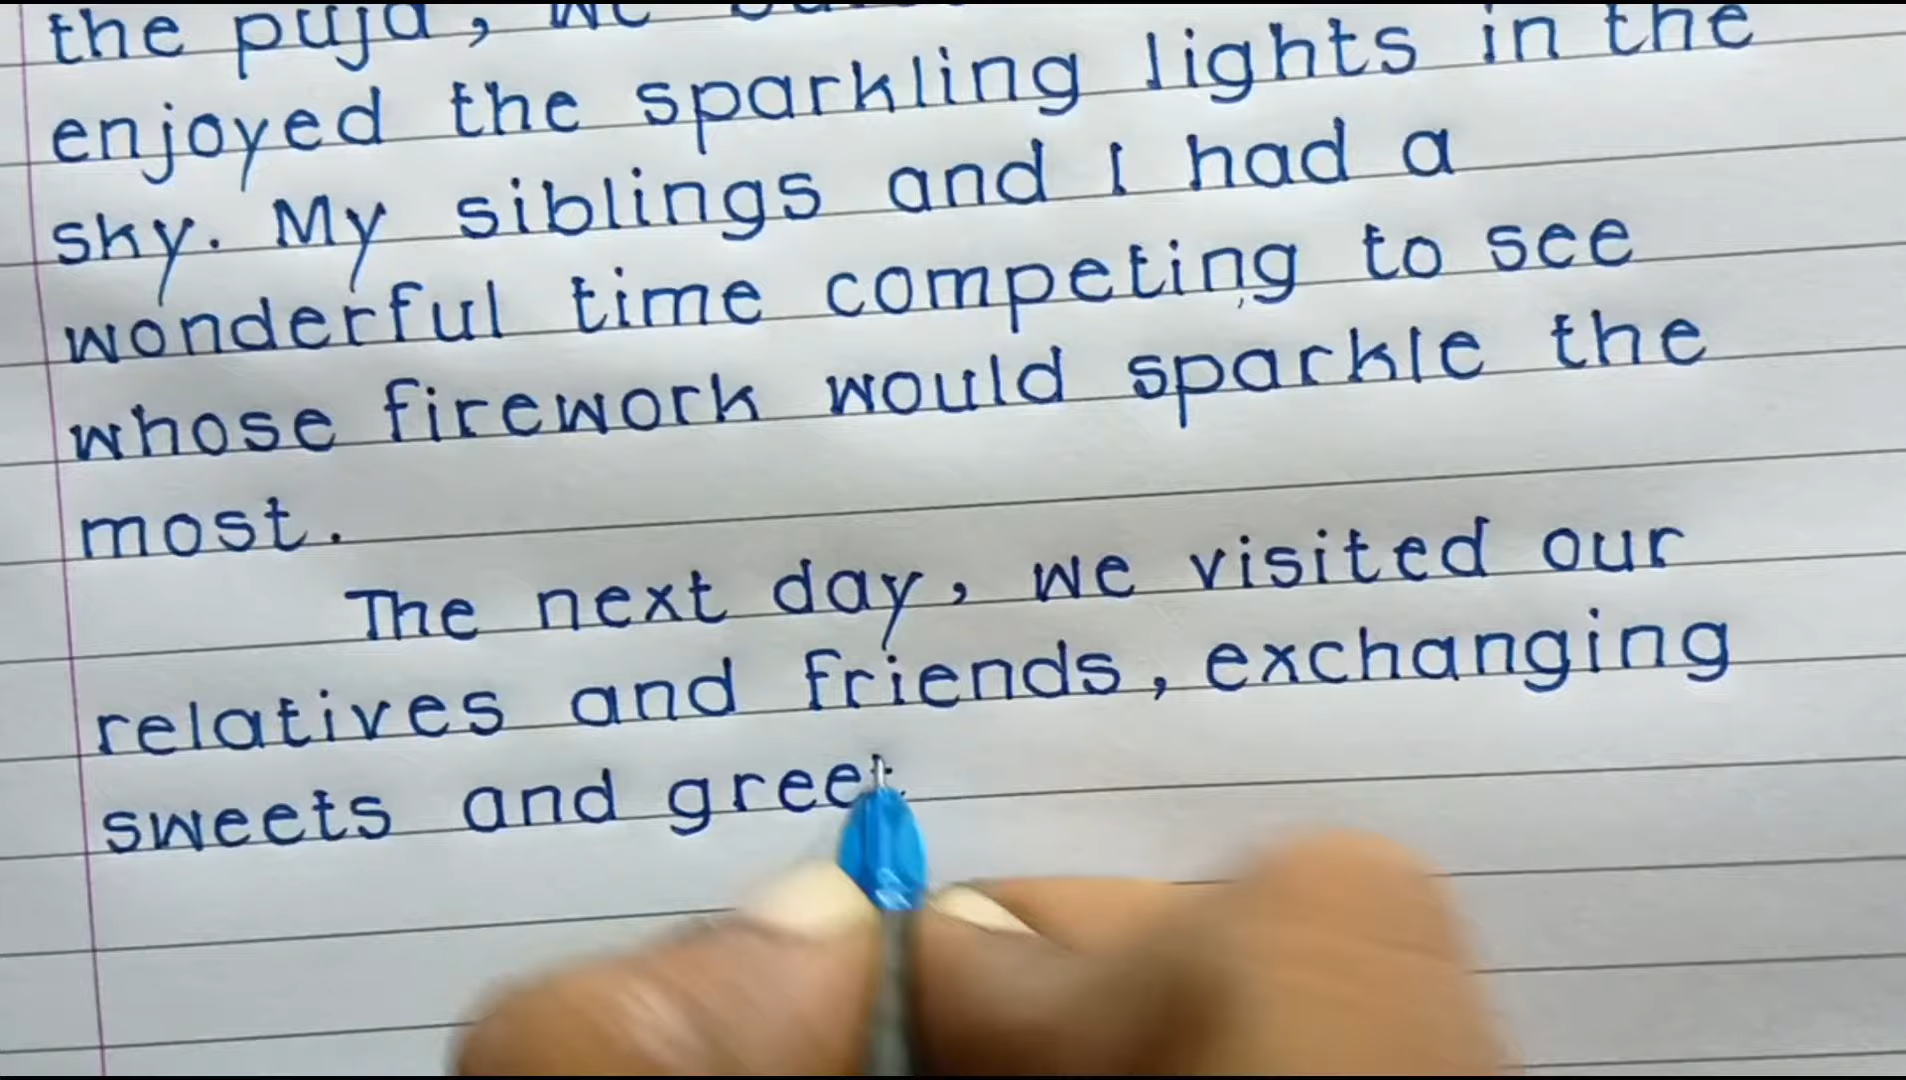 the puja, we
enjoyed the sparkling lights in the
sky. My siblings and I had a
wonderful time competing to see
whose firework would sparkle the
most.
The next day, we visited our
relatives and friends, exchanging
sweets and gree